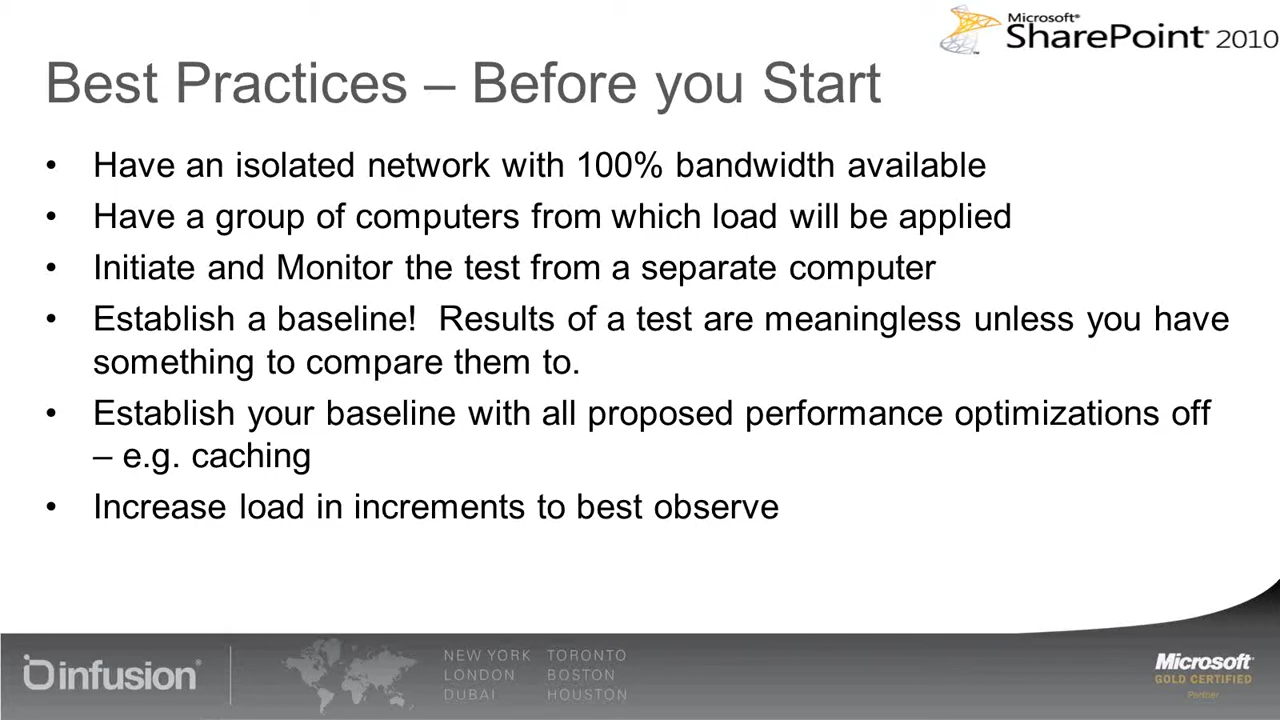 Microsoft®
SharePoint® 2010
Best Practices – Before you Start
• Have an isolated network with 100% bandwidth available
• Have a group of computers from which load will be applied
• Initiate and Monitor the test from a separate computer
• Establish a baseline!  Results of a test are meaningless unless you have
something to compare them to.
• Establish your baseline with all proposed performance optimizations off
– e.g. caching
• Increase load in increments to best observe
infusion®
NEW YORK TORONTO
LONDON BOSTON
DUBAI HOUSTON
Microsoft®
GOLD CERTIFIED
Partner